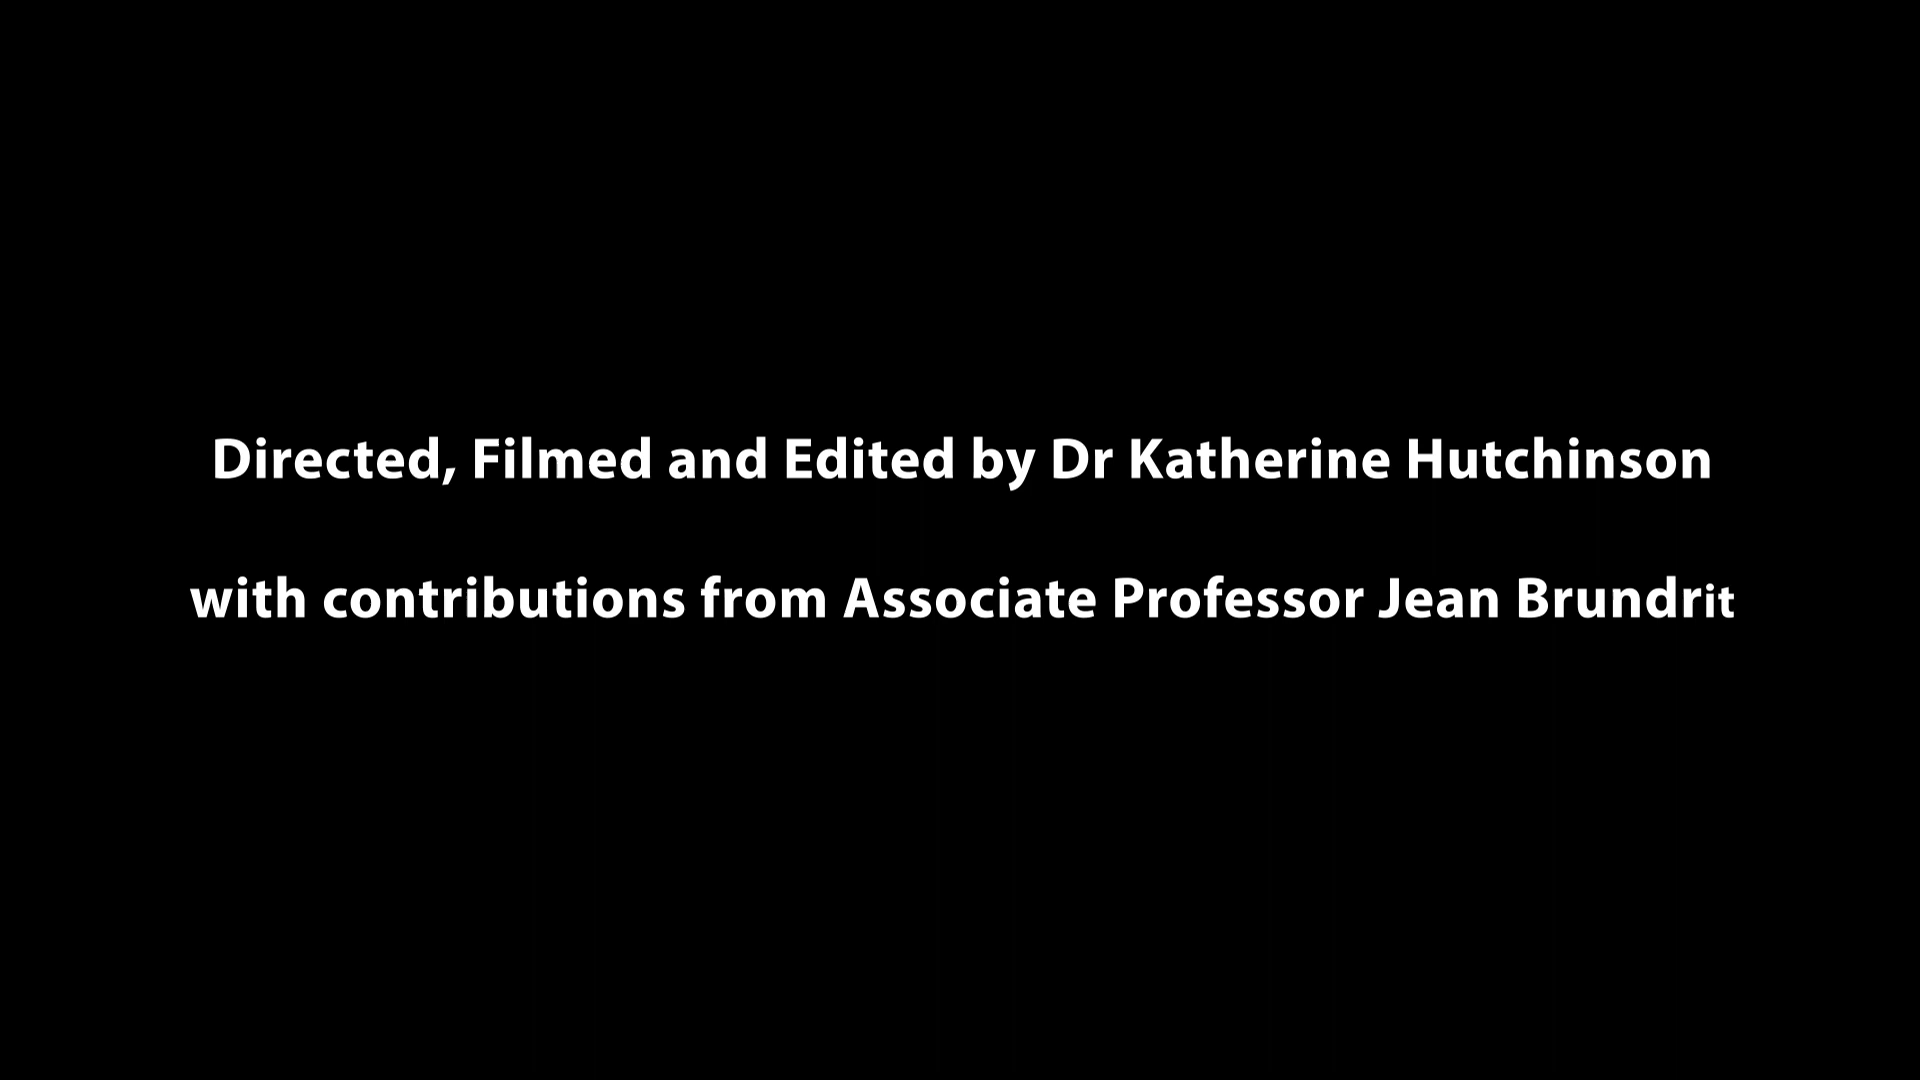 Directed, Filmed and Edited by Dr Katherine Hutchinson
with contributions from Associate Professor Jean Brundrit